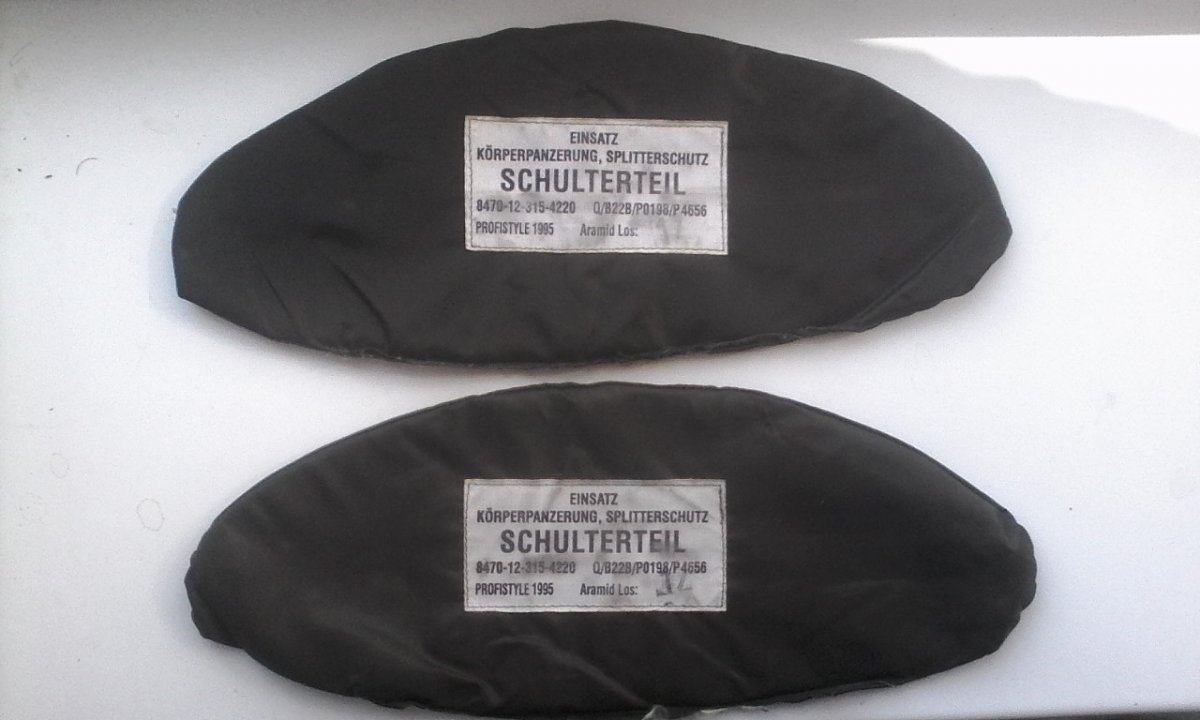 EINSATZ
KÖRPERPANZERUNG, SPLITTERSCHUTZ
SCHULTERTEIL
8470-12-315-4220 Q/B22B/P0198/P4656
PROFISTYLE 1995 Aramid Los:
EINSATZ
KÖRPERPANZERUNG, SPLITTERSCHUTZ
SCHULTERTEIL
8470-12-315-4220 Q/B22B/P0198/P4656
PROFISTYLE 1995 Aramid Los: